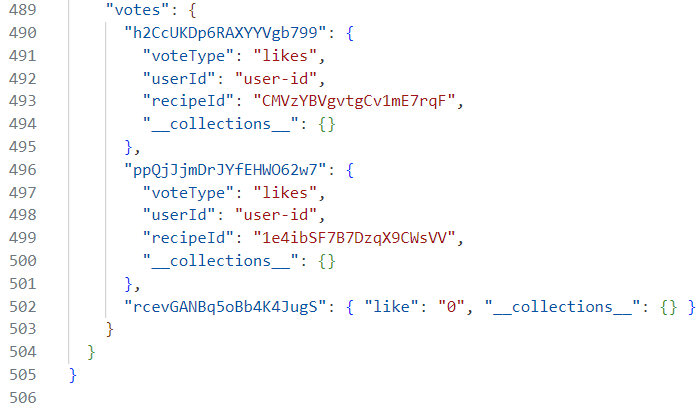 489 "votes": {
490 "h2CcUKDp6RAXYYVgb799": {
491 "voteType": "likes",
492 "userId": "user-id",
493 "recipeId": "CMVzYBVgvtgCv1mE7rqF",
494 "__collections__": {}
495 },
496 "ppQjJjmDrJYfEHWO62w7": {
497 "voteType": "likes",
498 "userId": "user-id",
499 "recipeId": "1e4ibSF7B7DzqX9CWsVV",
500 "__collections__": {}
501 },
502 "rcevGANBq5oBb4K4JugS": { "like": "0", "__collections__": {} }
503 }
504 }
505 }
506